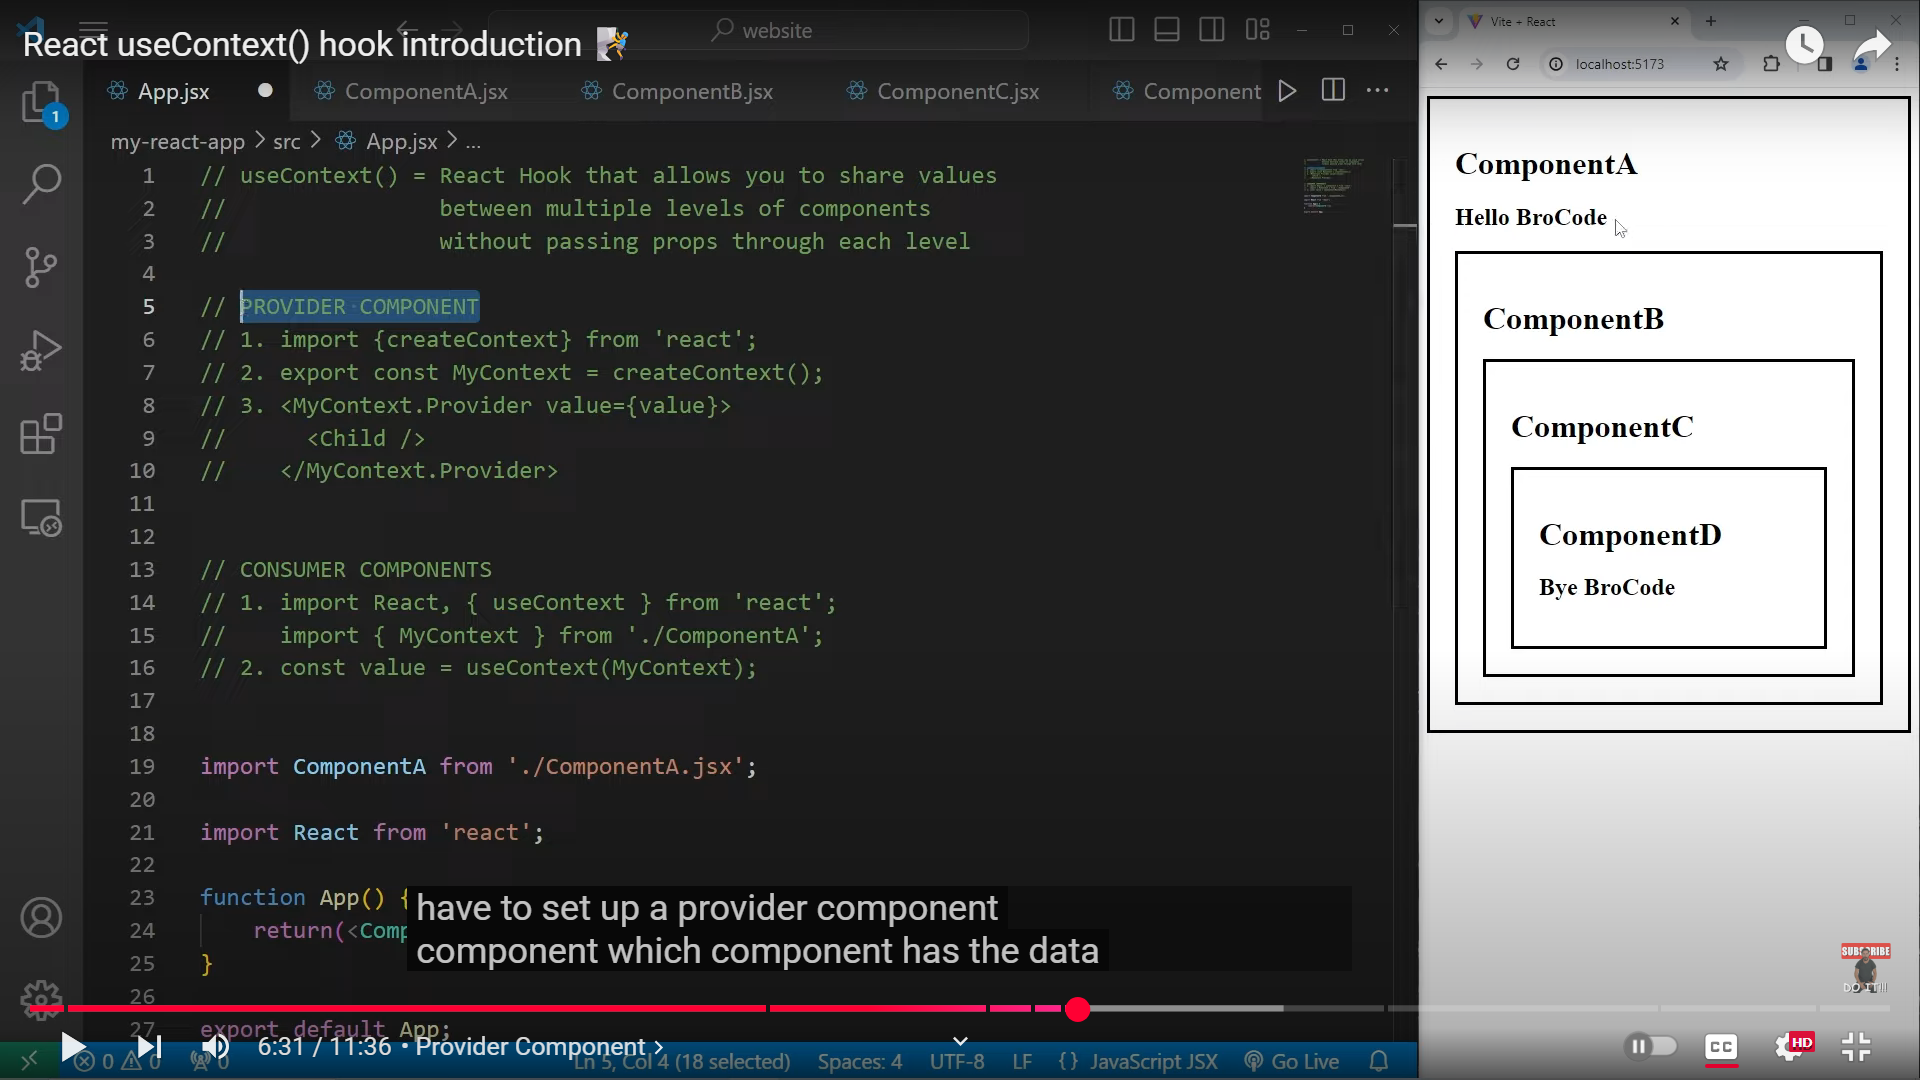 React useContext() hook introduction
website
App.jsx
ComponentA.jsx
ComponentB.jsx
ComponentC.jsx
Component
1
my-react-app > src > App.jsx > ...
1 // useContext() = React Hook that allows you to share values
2 // between multiple levels of components
3 // without passing props through each level
4
5 // PROVIDER COMPONENT
6 // 1. import {createContext} from 'react';
7 // 2. export const MyContext = createContext();
8 // 3. <MyContext.Provider value={value}>
9 // <Child />
10 // </MyContext.Provider>
11
12
13 // CONSUMER COMPONENTS
14 // 1. import React, { useContext } from 'react';
15 // import { MyContext } from './ComponentA';
16 // 2. const value = useContext(MyContext);
17
18
19 import ComponentA from './ComponentA.jsx';
20
21 import React from 'react';
22
23 function App() {
24 return(<Comp
25 }
26
27 export default App;
have to set up a provider component
component which component has the data
6:31 / 11:36 • Provider Component >
0 0 0
Ln 5, Col 4 (18 selected) Spaces: 4 UTF-8 LF {} JavaScript JSX Go Live
Vite + React
localhost:5173
ComponentA
Hello BroCode
ComponentB
ComponentC
ComponentD
Bye BroCode
SUBSCRIBE
DO IT!!!
CC
HD